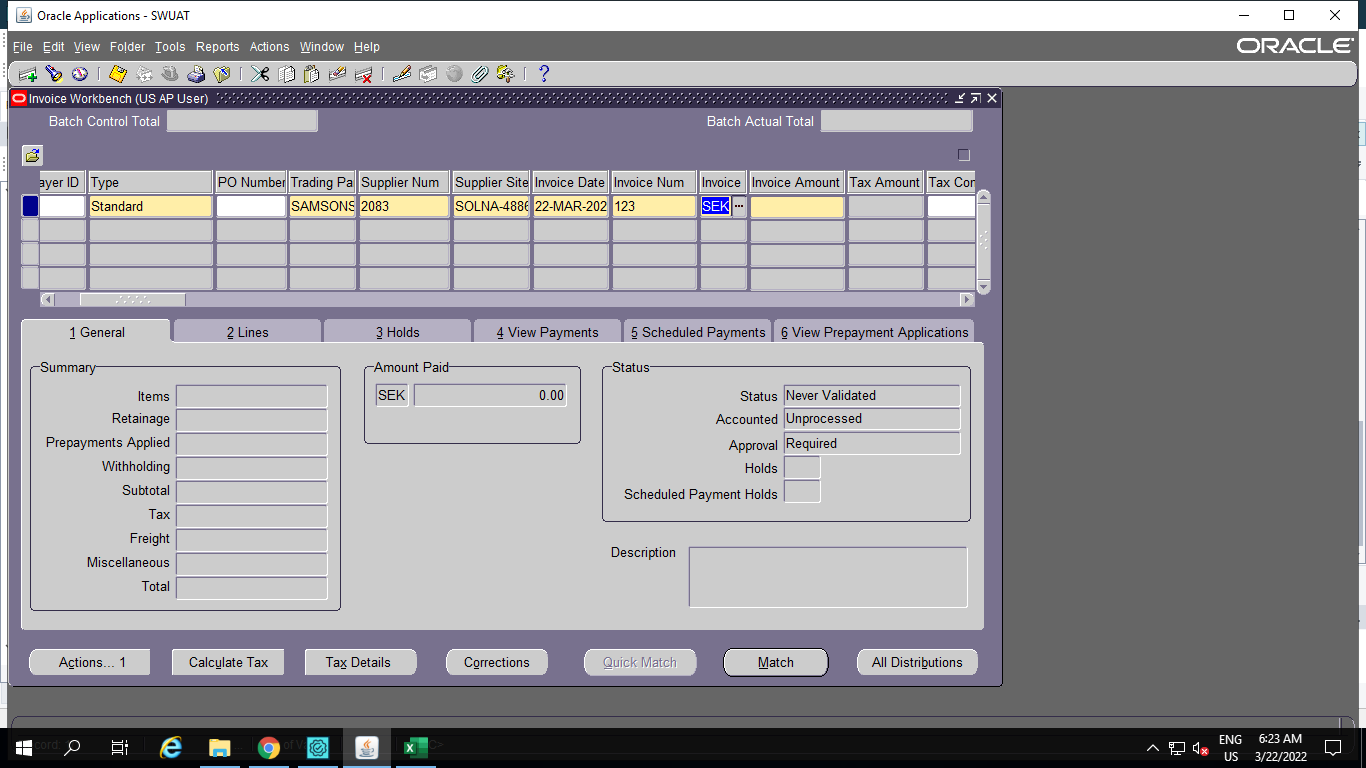 Oracle Applications - SWUAT
File Edit View Folder Tools Reports Actions Window Help
ORACLE
Invoice Workbench (US AP User)
Batch Control Total
Batch Actual Total
ayer ID Type PO Number Trading Pa Supplier Num Supplier Site Invoice Date Invoice Num Invoice Invoice Amount Tax Amount Tax Con
Standard SAMSONS 2083 SOLNA-4886 22-MAR-202 123 SEK ...
1 General 2 Lines 3 Holds 4 View Payments 5 Scheduled Payments 6 View Prepayment Applications
Summary
Items
Retainage
Prepayments Applied
Withholding
Subtotal
Tax
Freight
Miscellaneous
Total
Amount Paid
SEK 0.00
Status
Status Never Validated
Accounted Unprocessed
Approval Required
Holds
Scheduled Payment Holds
Description
Actions... 1 Calculate Tax Tax Details Corrections Quick Match Match All Distributions
ENG
US
6:23 AM
3/22/2022